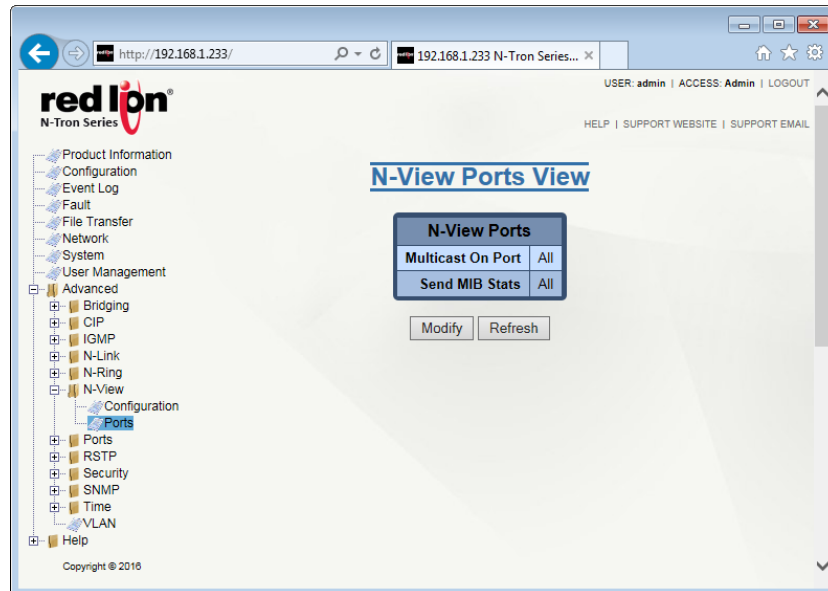 http://192.168.1.233/
192.168.1.233 N-Tron Series...
USER: admin | ACCESS: Admin | LOGOUT
red lion®
N-Tron Series
HELP | SUPPORT WEBSITE | SUPPORT EMAIL
Product Information
Configuration
Event Log
Fault
File Transfer
Network
System
User Management
Advanced
Bridging
CIP
IGMP
N-Link
N-Ring
N-View
Configuration
Ports
Ports
RSTP
Security
SNMP
Time
VLAN
Help
Copyright © 2016
N-View Ports View
N-View Ports
Multicast On Port All
Send MIB Stats All
Modify Refresh